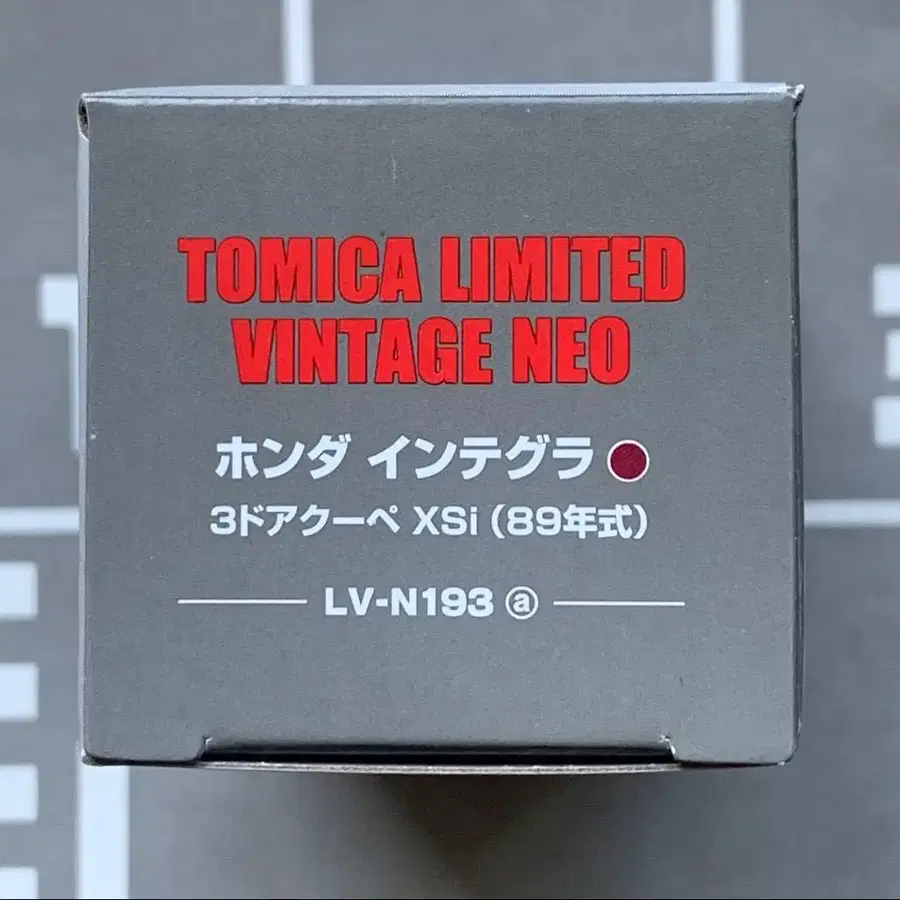 TOMICA LIMITED
VINTAGE NEO
ホンダ インテグラ
3ドアクーペ XSi (89年式)
LV-N193 ⓐ